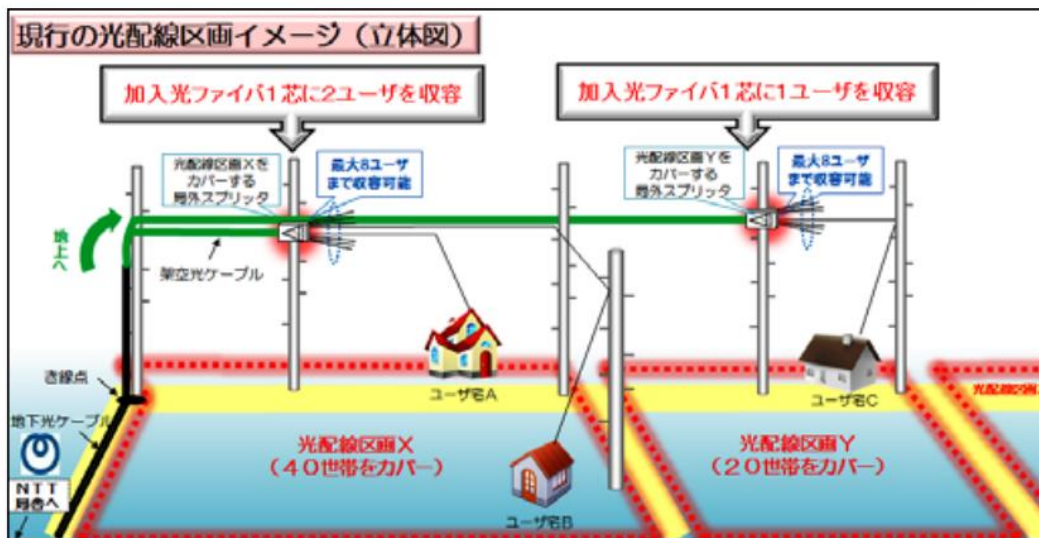 現行の光配線区画イメージ（立体図）
加入光ファイバ1芯に2ユーザを収容
加入光ファイバ1芯に1ユーザを収容
光配線区画Xを
カバーする
局外スプリッタ
最大8ユーザ
まで収容可能
光配線区画Yを
カバーする
局外スプリッタ
最大8ユーザ
まで収容可能
地上へ
架空光ケーブル
き線点
地下光ケーブル
NTT
局舎へ
ユーザ宅A
ユーザ宅B
ユーザ宅C
光配線区画X
（40世帯をカバー）
光配線区画Y
（20世帯をカバー）
光配線区画